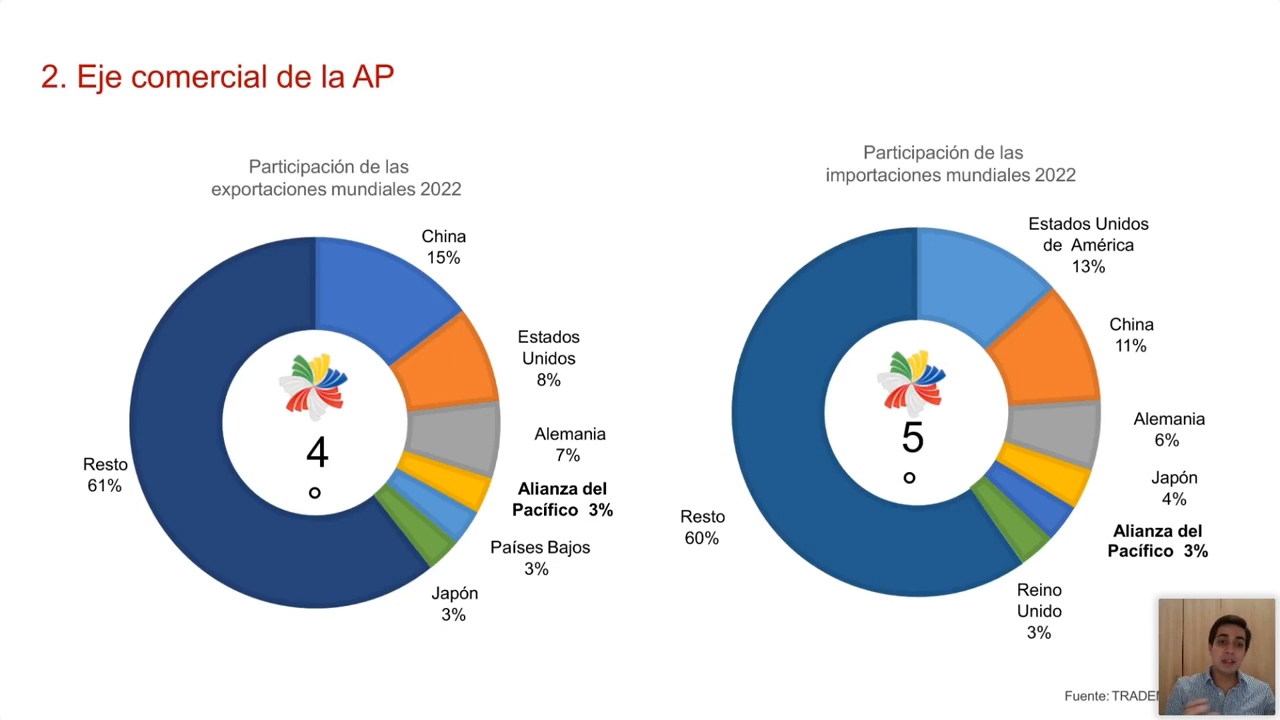 2. Eje comercial de la AP
Participación de las
exportaciones mundiales 2022
China
15%
Estados
Unidos
8%
Alemania
7%
Alianza del
Pacífico 3%
Países Bajos
3%
Japón
3%
Resto
61%
4
°
Participación de las
importaciones mundiales 2022
Estados Unidos
de América
13%
China
11%
Alemania
6%
Japón
4%
Alianza del
Pacífico 3%
Reino
Unido
3%
Resto
60%
5
°
Fuente: